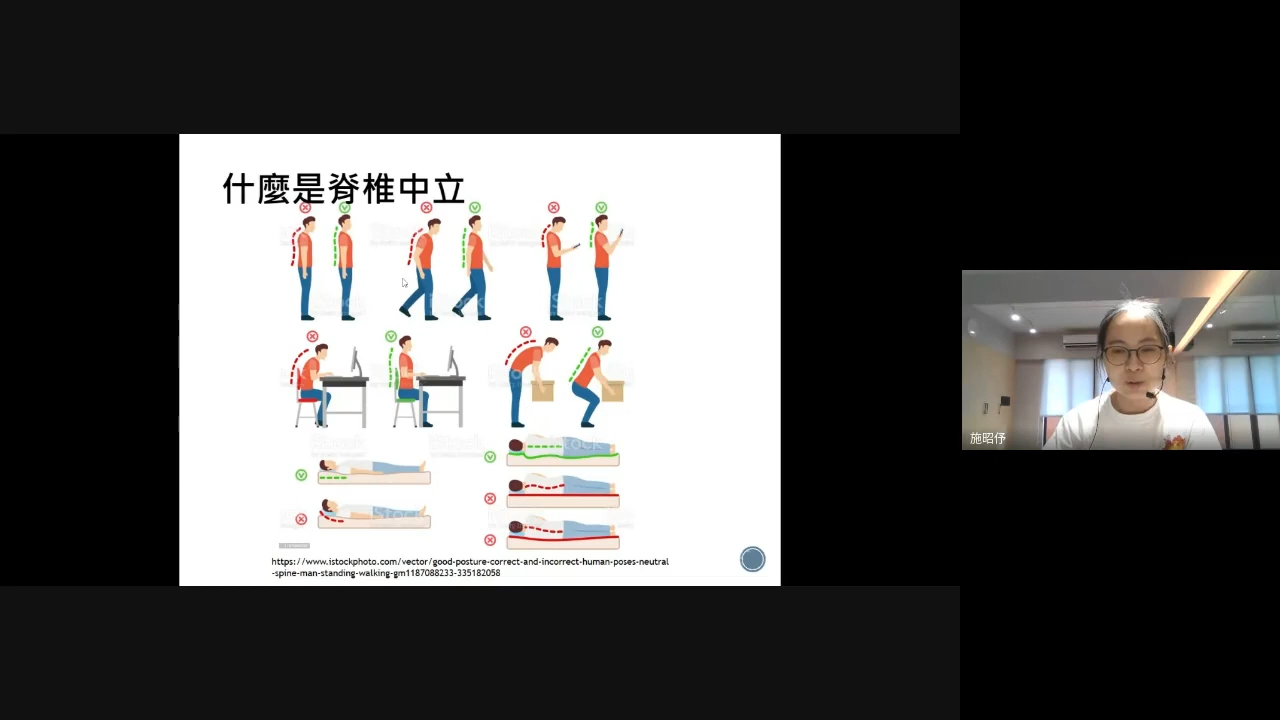 什麼是脊椎中立
https://www.istockphoto.com/vector/good-posture-correct-and-incorrect-human-poses-neutral
-spine-man-standing-walking-gm1187088233-335182058
施昭伃